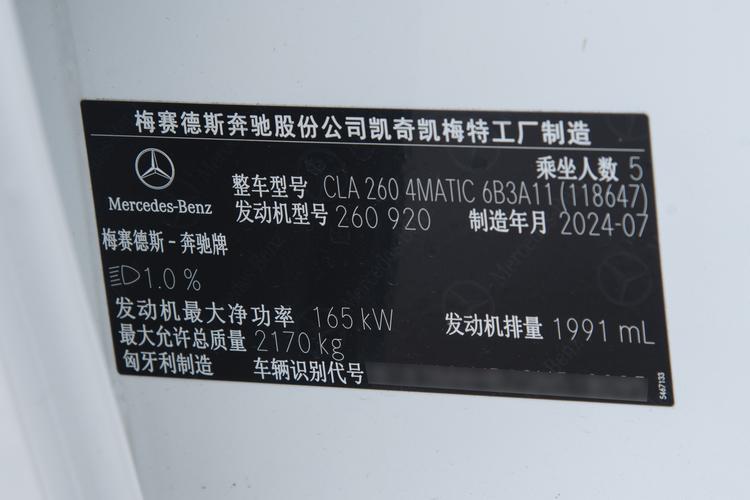 梅赛德斯奔驰股份公司凯奇凯梅特工厂制造
乘坐人数 5
Mercedes-Benz
整车型号 CLA 260 4MATIC 6B3A11 (118647)
发动机型号 260 920 制造年月 2024-07
梅赛德斯-奔驰牌
1.0 %
发动机最大净功率 165 kW 发动机排量 1991 mL
最大允许总质量 2170 kg
匈牙利制造 车辆识别代号
5467133